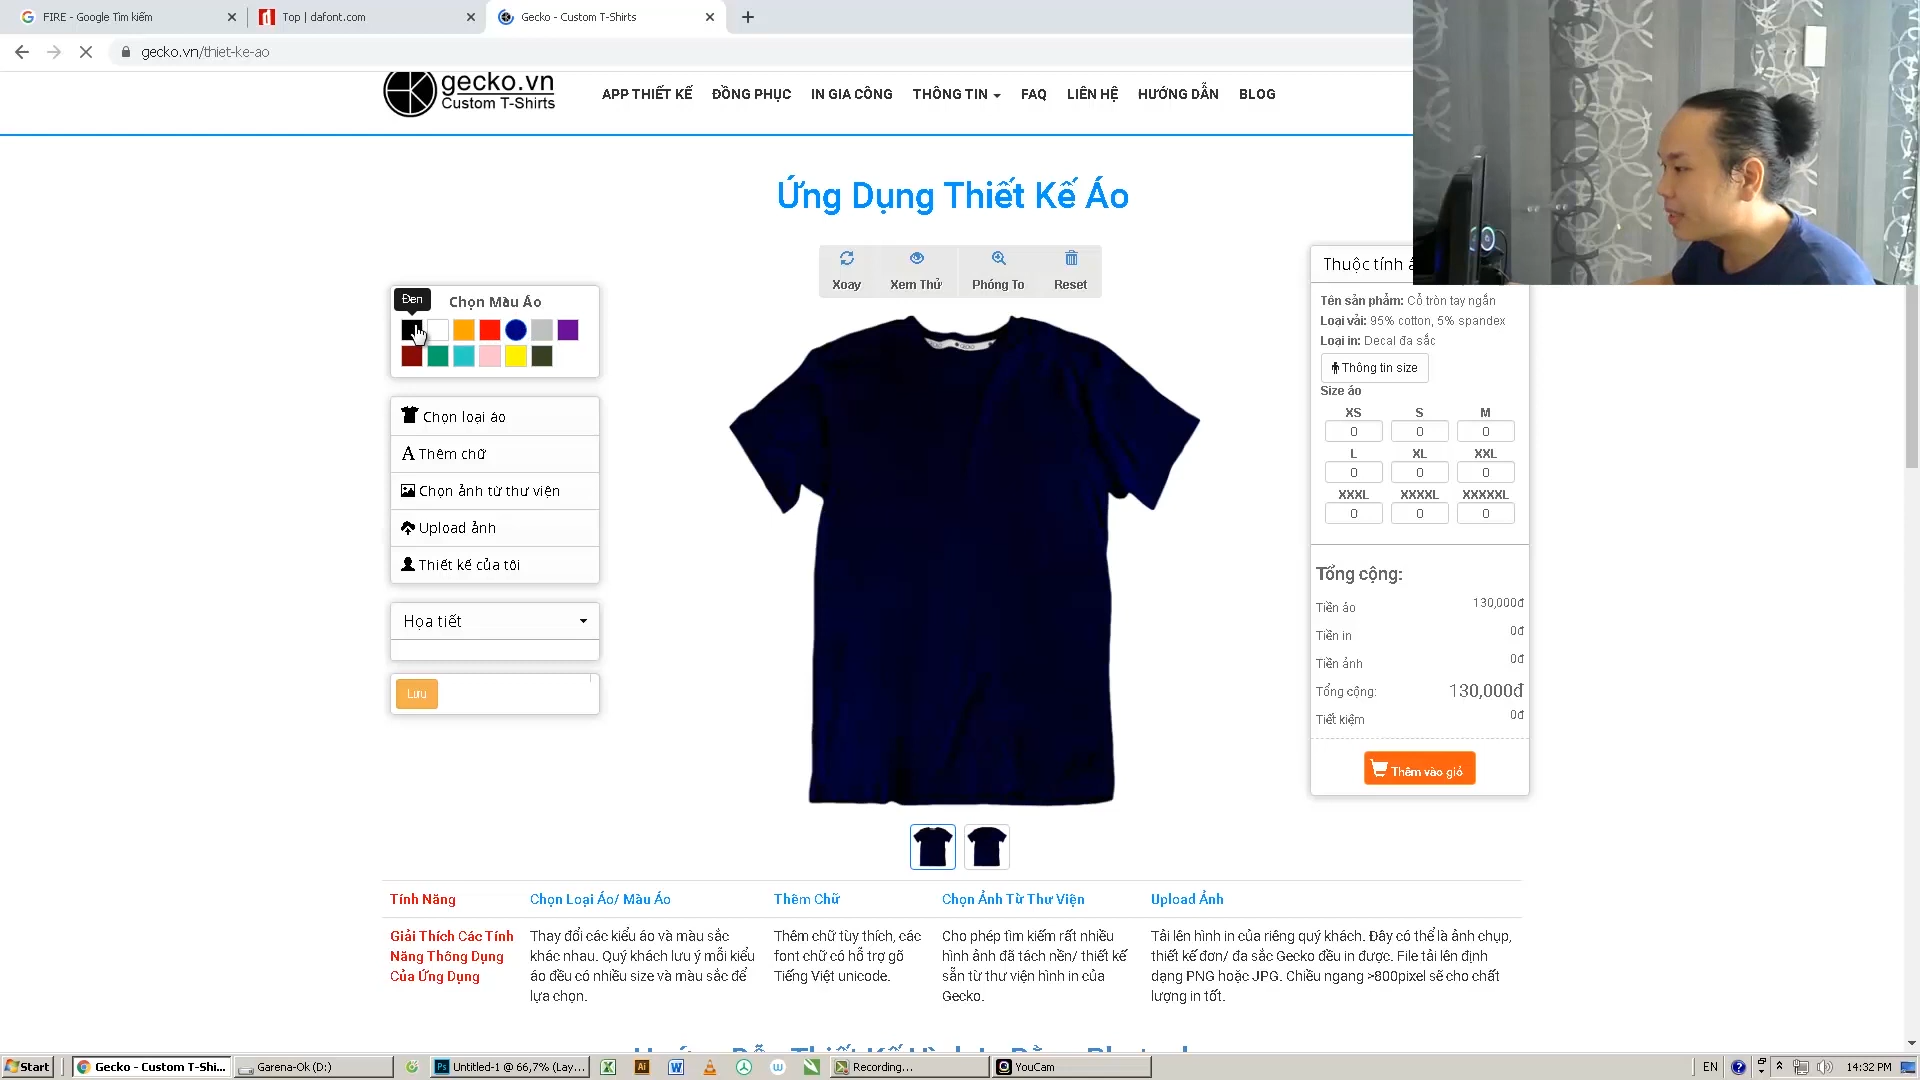 FIRE - Google Tìm kiếm
Top | dafont.com
Gecko - Custom T-Shirts
gecko.vn/thiet-ke-ao
gecko.vn
Custom T-Shirts
APP THIẾT KẾ
ĐỒNG PHỤC
IN GIA CÔNG
THÔNG TIN
FAQ
LIÊN HỆ
HƯỚNG DẪN
BLOG
Ứng Dụng Thiết Kế Áo
Xoay
Xem Thử
Phóng To
Reset
Đen
Chọn Màu Áo
Chọn loại áo
A Thêm chữ
Chọn ảnh từ thư viện
Upload ảnh
Thiết kế của tôi
Họa tiết
Lưu
Thuộc tính
Tên sản phẩm: Cổ tròn tay ngắn
Loại vải: 95% cotton, 5% spandex
Loại in: Decal đa sắc
Thông tin size
Size áo
XS S M
0 0 0
L XL XXL
0 0 0
XXXL XXXXL XXXXXL
0 0 0
Tổng cộng:
Tiền áo 130,000đ
Tiền in 0đ
Tiền ảnh 0đ
Tổng cộng: 130,000đ
Tiết kiệm 0đ
Thêm vào giỏ
Tính Năng
Chọn Loại Áo/ Màu Áo
Thêm Chữ
Chọn Ảnh Từ Thư Viện
Upload Ảnh
Giải Thích Các Tính
Năng Thông Dụng
Của Ứng Dụng
Thay đổi các kiểu áo và màu sắc
khác nhau. Quý khách lưu ý mỗi kiểu
áo đều có nhiều size và màu sắc để
lựa chọn.
Thêm chữ tùy thích, các
font chữ có hỗ trợ gõ
Tiếng Việt unicode.
Cho phép tìm kiếm rất nhiều
hình ảnh đã tách nền/ thiết kế
sẵn từ thư viện hình in của
Gecko.
Tải lên hình in của riêng quý khách. Đây có thể là ảnh chụp,
thiết kế đơn/ đa sắc Gecko đều in được. File tải lên định
dạng PNG hoặc JPG. Chiều ngang >800pixel sẽ cho chất
lượng in tốt.
Start
Gecko - Custom T-Shi...
Garena-Ok (D:)
Untitled-1 @ 66,7% (Lay...
Recording...
YouCam
EN
14:32 PM